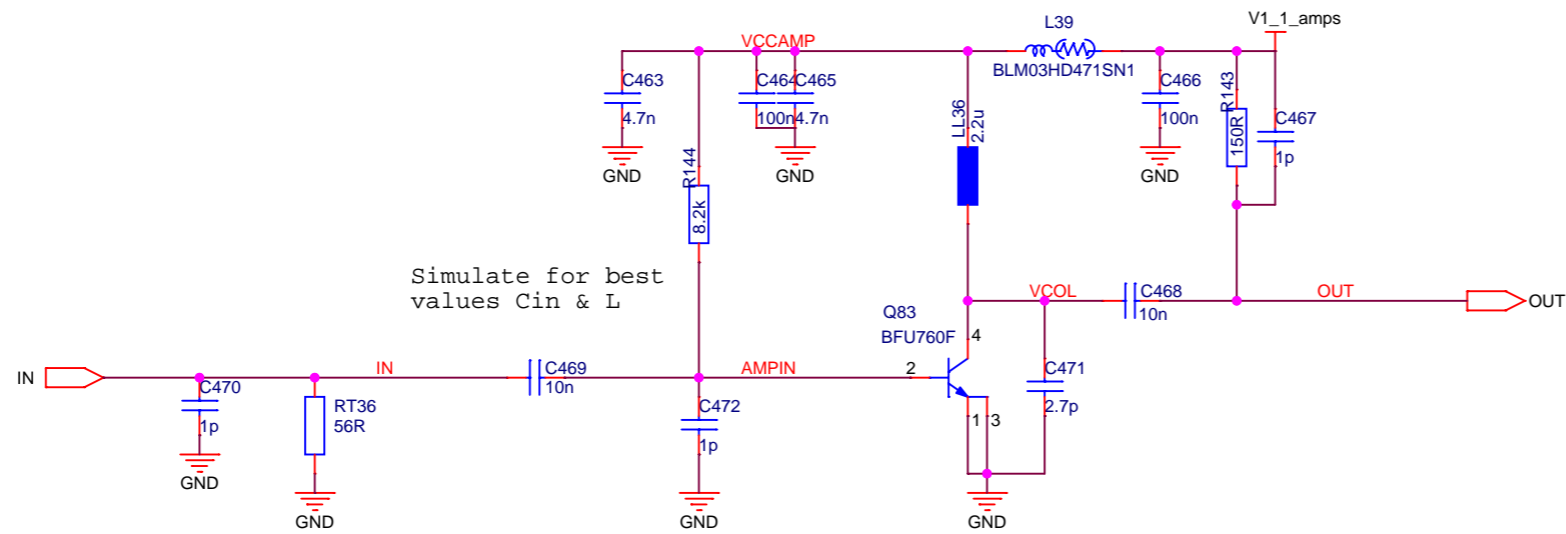 V1_1_amps
L39
VCCAMP
BLM03HD471SN1
C463
4.7n
GND
C464
100n
C465
4.7n
GND
R144
8.2k
LL36
2.2u
C466
100n
GND
R143
150R
C467
1p
Simulate for best
values Cin & L
VCOL
C468
10n
OUT
OUT
Q83
BFU760F
4
2
1
3
C471
2.7p
GND
IN
IN
C470
1p
GND
RT36
56R
GND
C469
10n
AMPIN
C472
1p
GND